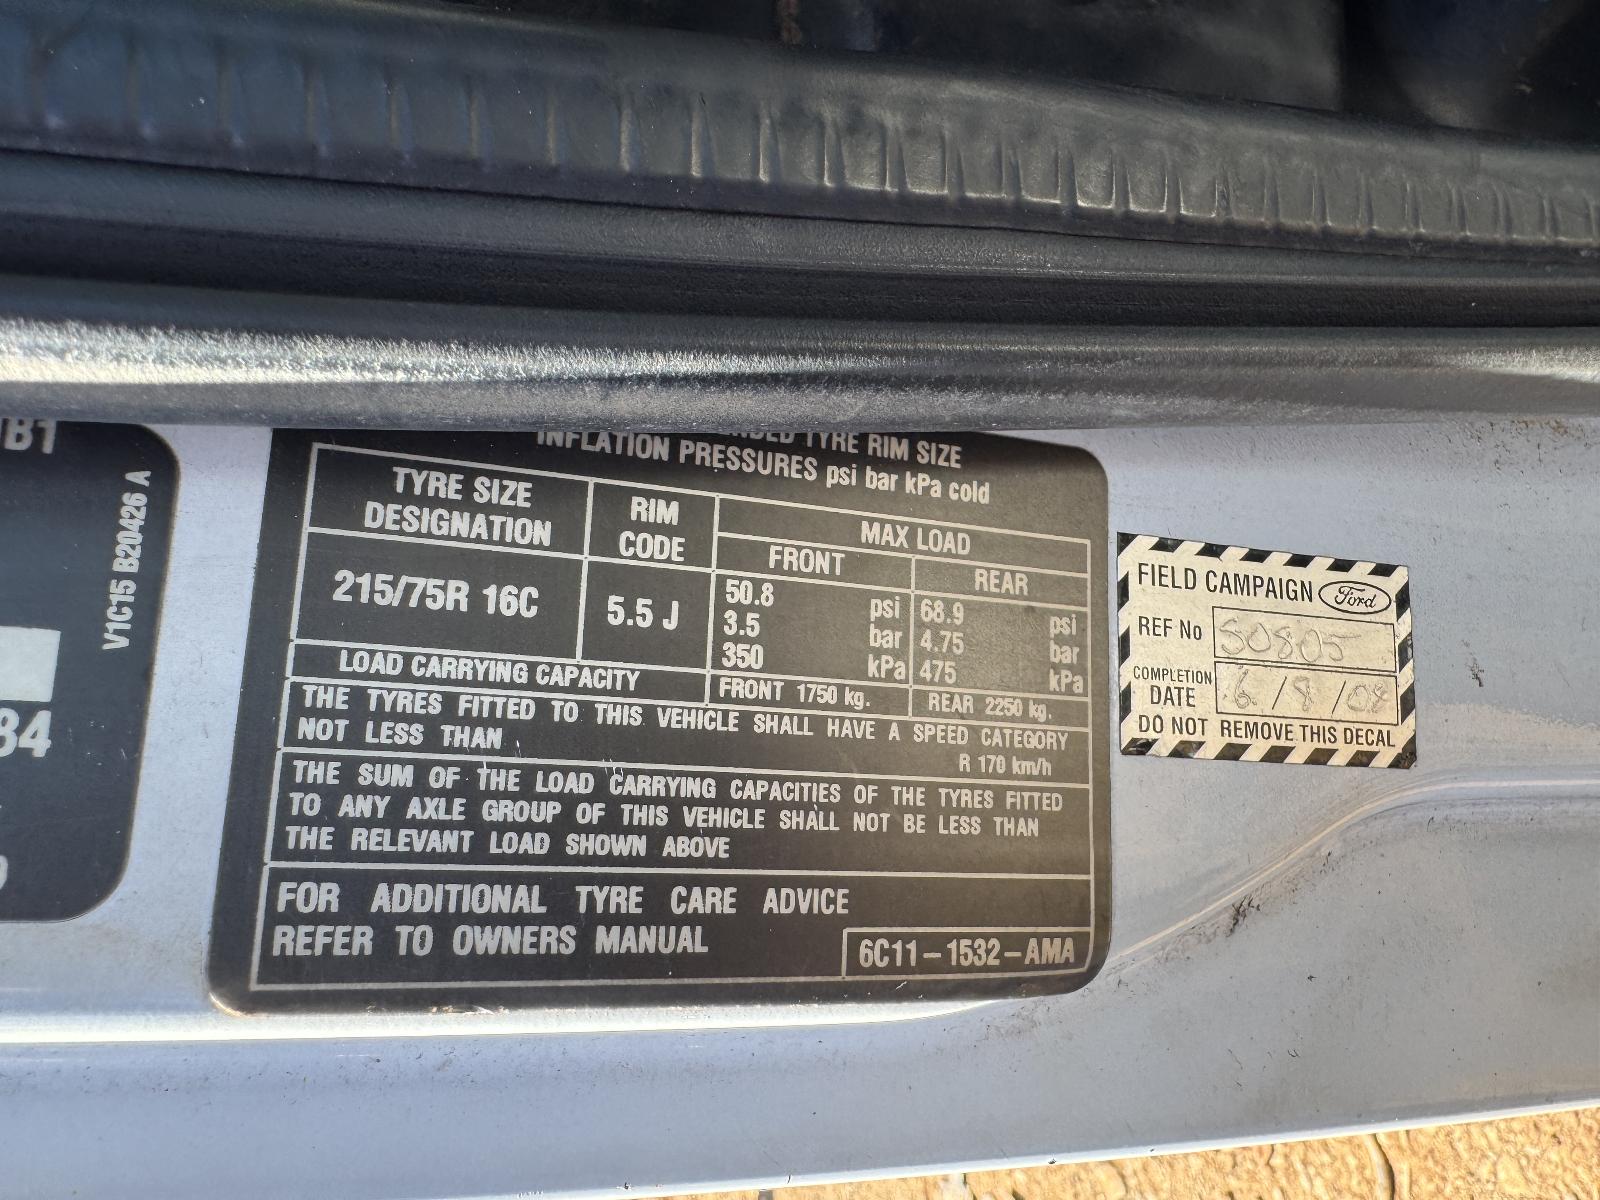 1B1
V1C15 B20426 A
84
TYRE RIM SIZE
INFLATION PRESSURES psi bar kPa cold
TYRE SIZE
DESIGNATION
RIM
CODE
MAX LOAD
FRONT
REAR
215/75R 16C
5.5 J
50.8 psi
3.5 bar
350 kPa
68.9 psi
4.75 bar
475 kPa
LOAD CARRYING CAPACITY
FRONT 1750 kg.
REAR 2250 kg.
THE TYRES FITTED TO THIS VEHICLE SHALL HAVE A SPEED CATEGORY
NOT LESS THAN
R 170 km/h
THE SUM OF THE LOAD CARRYING CAPACITIES OF THE TYRES FITTED
TO ANY AXLE GROUP OF THIS VEHICLE SHALL NOT BE LESS THAN
THE RELEVANT LOAD SHOWN ABOVE
FOR ADDITIONAL TYRE CARE ADVICE
REFER TO OWNERS MANUAL
6C11-1532-AMA
FIELD CAMPAIGN Ford
REF No 50805
COMPLETION
DATE 6/8/08
DO NOT REMOVE THIS DECAL